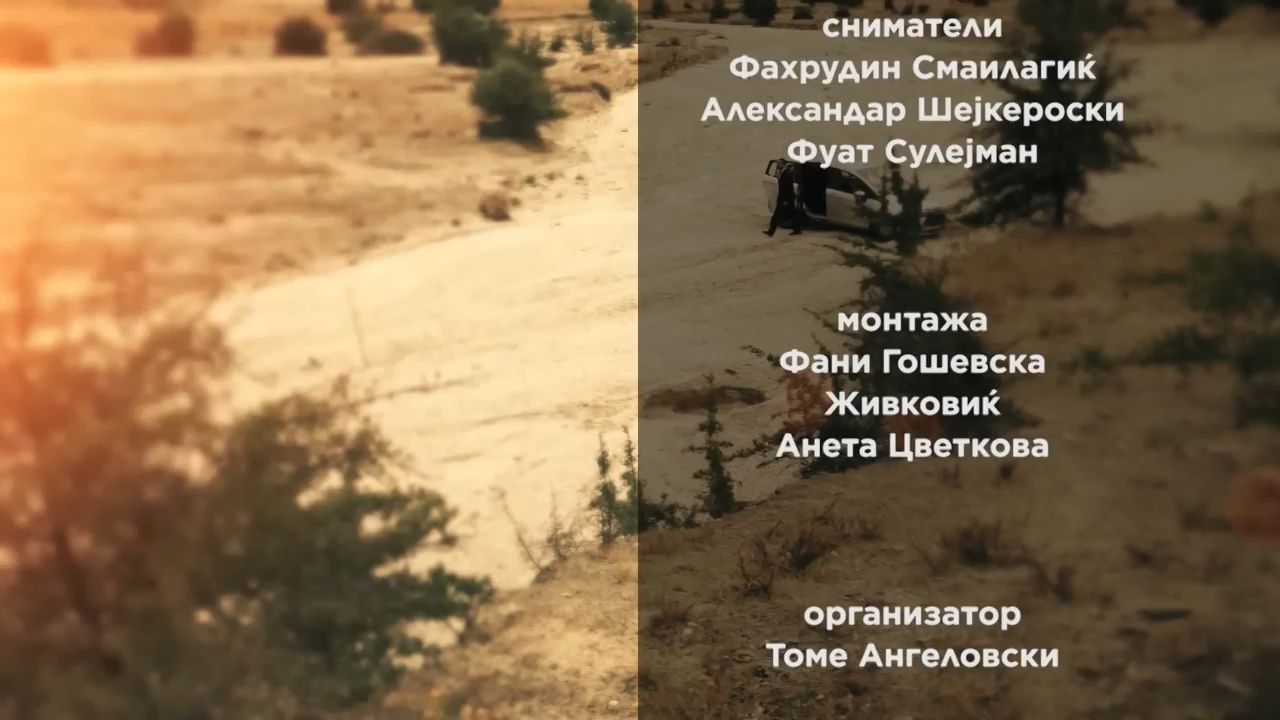 сниматели
Фахрудин Смаилагиќ
Александар Шејкероски
Фуат Сулејман
монтажа
Фани Гошевска
Живковиќ
Анета Цветкова
организатор
Томе Ангеловски